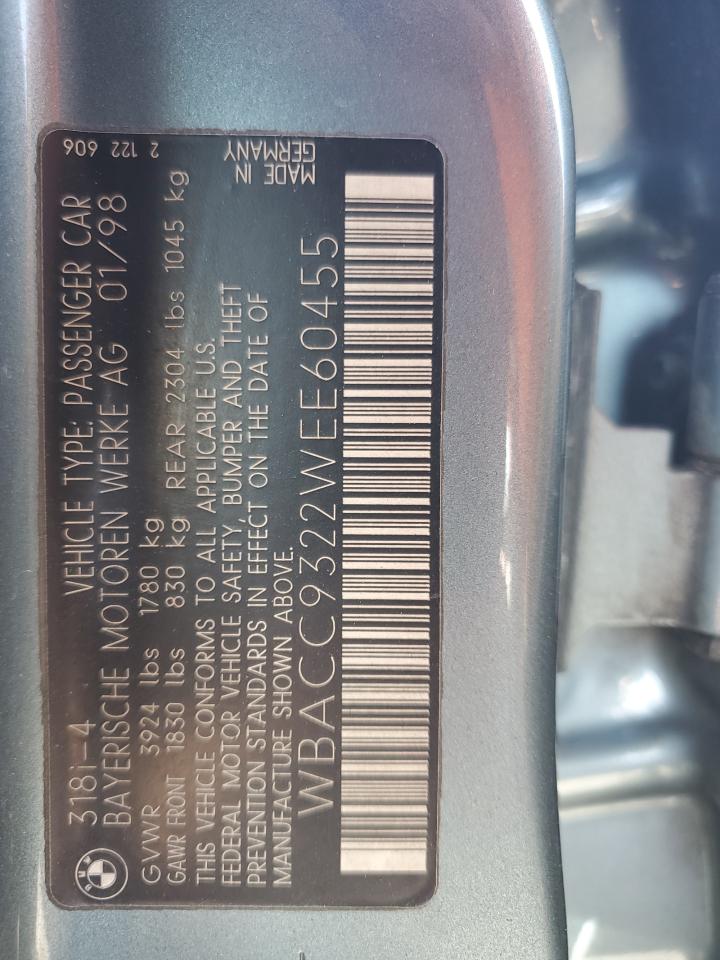 318i-4 VEHICLE TYPE: PASSENGER CAR
BAYERISCHE MOTOREN WERKE AG 01/98
GVWR 3924 lbs 1780 kg
GAWR FRONT 1830 lbs 830 kg REAR 2304 lbs 1045 kg
THIS VEHICLE CONFORMS TO ALL APPLICABLE U.S.
FEDERAL MOTOR VEHICLE SAFETY, BUMPER AND THEFT
PREVENTION STANDARDS IN EFFECT ON THE DATE OF
MANUFACTURE SHOWN ABOVE.
WBACC9322WEE60455
MADE IN
GERMANY
2 122 606
BMW